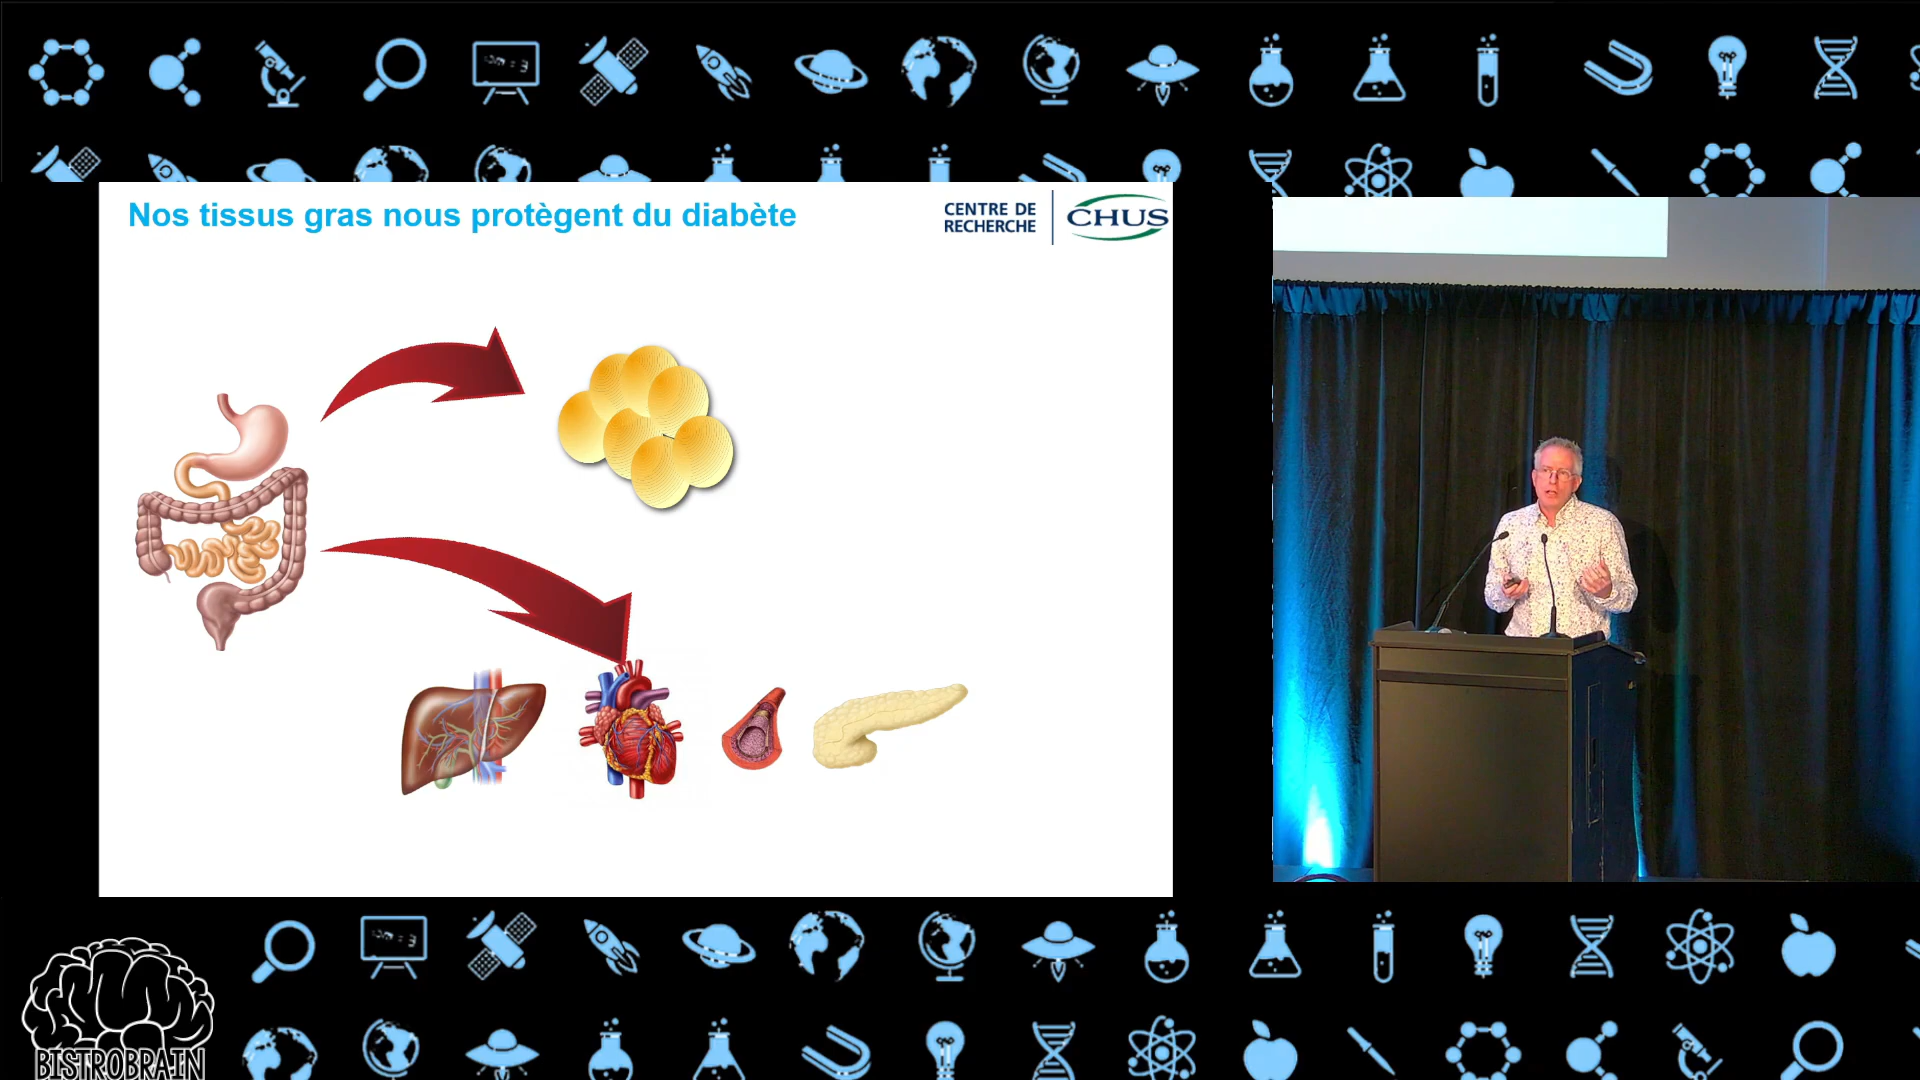 Nos tissus gras nous protègent du diabète
CENTRE DE
RECHERCHE
CHUS
BISTROBRAIN